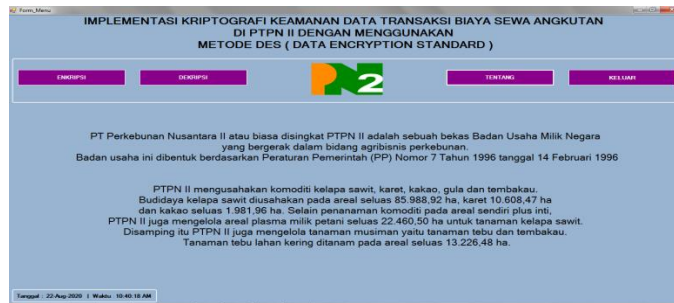 Form_Menu
IMPLEMENTASI KRIPTOGRAFI KEAMANAN DATA TRANSAKSI BIAYA SEWA ANGKUTAN
DI PTPN II DENGAN MENGGUNAKAN
METODE DES ( DATA ENCRYPTION STANDARD )
ENKRIPSI
DEKRIPSI
PN2
TENTANG
KELUAR
PT Perkebunan Nusantara II atau biasa disingkat PTPN II adalah sebuah bekas Badan Usaha Milik Negara
yang bergerak dalam bidang agribisnis perkebunan.
Badan usaha ini dibentuk berdasarkan Peraturan Pemerintah (PP) Nomor 7 Tahun 1996 tanggal 14 Februari 1996
PTPN II mengusahakan komoditi kelapa sawit, karet, kakao, gula dan tembakau.
Budidaya kelapa sawit diusahakan pada areal seluas 85.988,92 ha, karet 10.608,47 ha
dan kakao seluas 1.981,96 ha. Selain penanaman komoditi pada areal sendiri plus inti,
PTPN II juga mengelola areal plasma milik petani seluas 22.460,50 ha untuk tanaman kelapa sawit.
Disamping itu PTPN II juga mengelola tanaman musiman yaitu tanaman tebu dan tembakau.
Tanaman tebu lahan kering ditanam pada areal seluas 13.226,48 ha.
Tanggal : 22-Aug-2020 | Waktu 10:40:18 AM